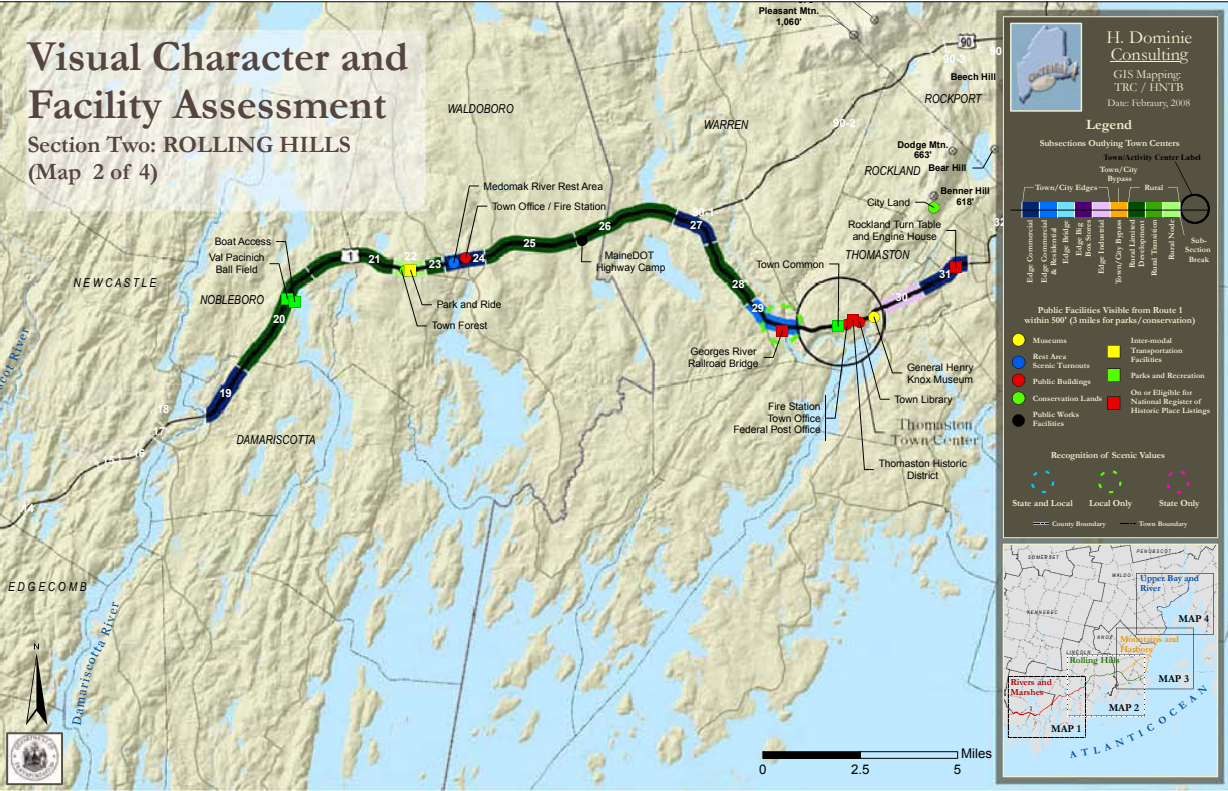 Visual Character and
Facility Assessment
Section Two: ROLLING HILLS
(Map 2 of 4)
Pleasant Mtn.
1,060'
90
90
90-3
Beech Hill
ROCKPORT
WALDOBORO
WARREN
90-2
Dodge Mtn.
663'
Bear Hill
ROCKLAND
Benner Hill
618'
City Land
Medomak River Rest Area
Town Office / Fire Station
Rockland Turn Table
and Engine House
THOMASTON
Boat Access
Val Pacinich
Ball Field
1
21
22
23
24
25
26
27
MaineDOT
Highway Camp
Town Common
NEWCASTLE
NOBLEBORO
20
Park and Ride
Town Forest
28
29
30
31
32
Georges River
Railroad Bridge
General Henry
Knox Museum
Town Library
Fire Station
Town Office
Federal Post Office
Thomaston
Town Center
Thomaston Historic
District
19
18
17
16
15
14
DAMARISCOTTA
EDGECOMB
Damariscotta River
N
Miles
0
2.5
5
H. Dominie
Consulting
GIS Mapping:
TRC / HNTB
Date: Febraury, 2008
Legend
Subsections Outlying Town Centers
Town/Activity Center Label
Town/City
Bypass
Town/City Edges
Rural
Edge Commercial
Edge Commercial
& Residential
Edge Bridge
Edge Big
Box Stores
Edge Industrial
Town/City Bypass
Rural Limited
Development
Rural Transition
Rural Node
Sub-
Section
Break
Public Facilities Visible from Route 1
within 500' (3 miles for parks/conservation)
Museums
Rest Area
Scenic Turnouts
Public Buildings
Conservation Lands
Public Works
Facilities
Inter-modal
Transportation
Facilities
Parks and Recreation
On or Eligible for
National Register of
Historic Place Listings
Recognition of Scenic Values
State and Local
Local Only
State Only
County Boundary
Town Boundary
SOMERSET
PENOBSCOT
WALDO
Upper Bay and
River
KENNEBEC
MAP 4
KNOX
Mountains and
Harbors
LINCOLN
Rolling Hills
MAP 3
Rivers and
Marshes
MAP 2
MAP 1
ATLANTIC OCEAN